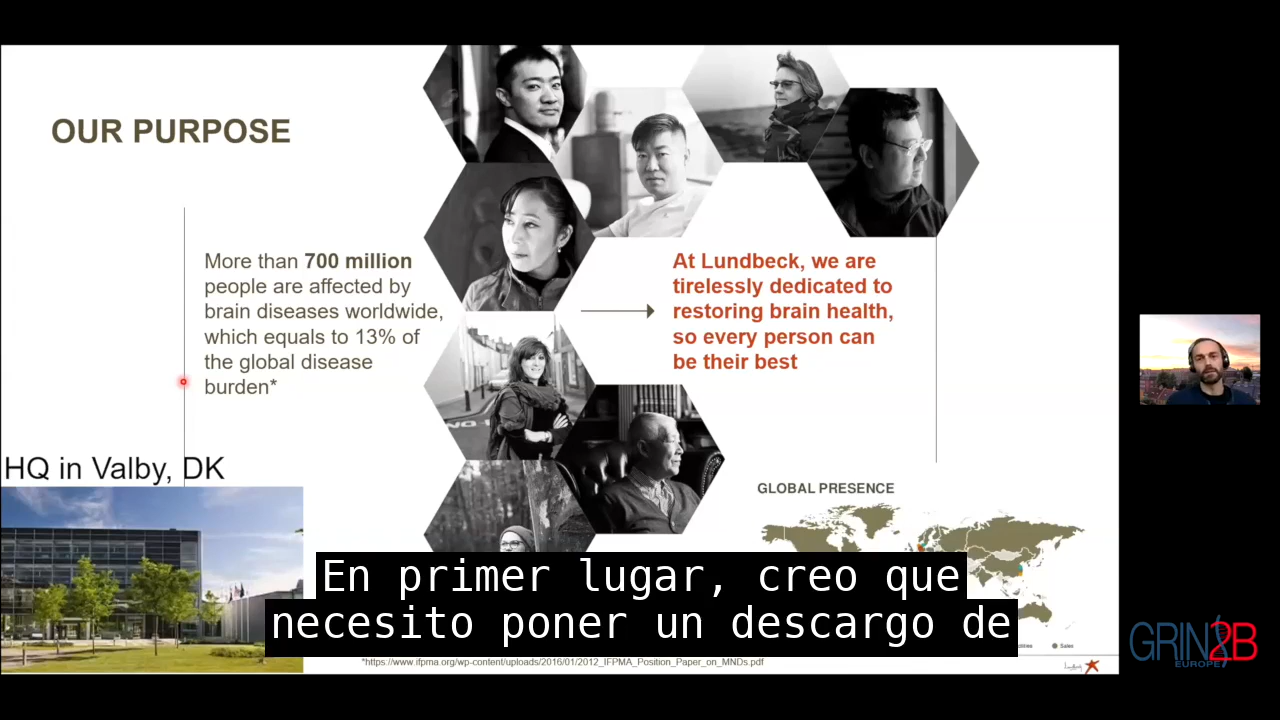 OUR PURPOSE
More than 700 million
people are affected by
brain diseases worldwide,
which equals to 13% of
the global disease
burden*
At Lundbeck, we are
tirelessly dedicated to
restoring brain health,
so every person can
be their best
HQ in Valby, DK
GLOBAL PRESENCE
Sales
En primer lugar, creo que
necesito poner un descargo de
*https://www.ifpma.org/wp-content/uploads/2016/01/2012_IFPMA_Position_Paper_on_MNDs.pdf
Lundbeck
GRIN2B
EUROPE